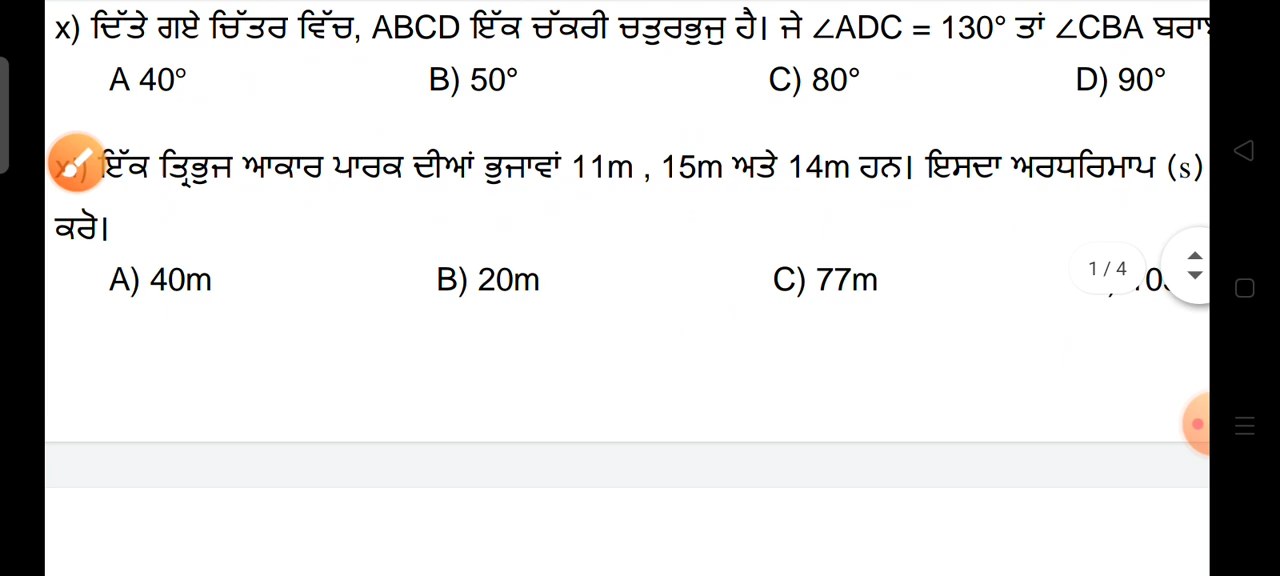 x) ਦਿੱਤੇ ਗਏ ਚਿੱਤਰ ਵਿੱਚ, ABCD ਇੱਕ ਚੱਕਰੀ ਚਤੁਰਭੁਜੁ ਹੈ। ਜੇ ∠ADC = 130° ਤਾਂ ∠CBA
A 40° B) 50° C) 80° D) 90°
ਇੱਕ ਤ੍ਰਿਭੁਜ ਆਕਾਰ ਪਾਰਕ ਦੀਆਂ ਭੁਜਾਵਾਂ 11m , 15m ਅਤੇ 14m ਹਨ। ਇਸਦਾ ਅਰਧਰਿਮਾਪ (s)
ਕਰੋ।
A) 40m B) 20m C) 77m
1 / 4